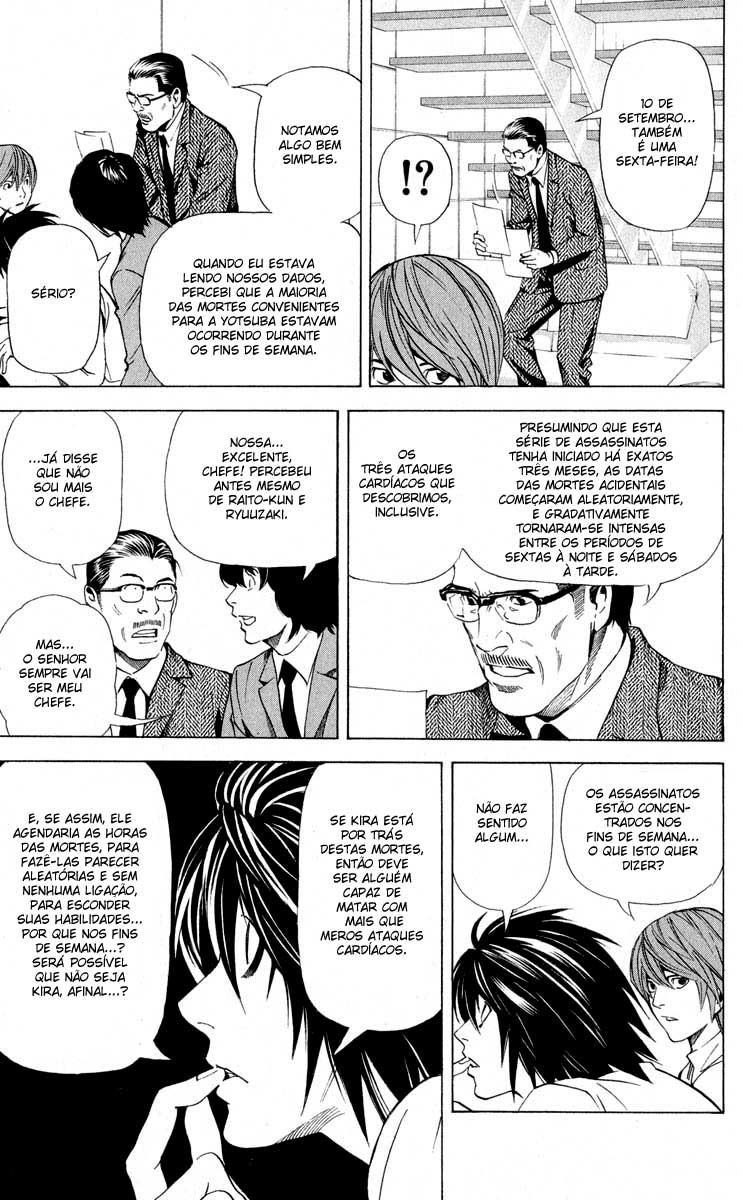 10 DE
SETEMBRO...
TAMBÉM
É UMA
SEXTA-FEIRA!
!?
NOTAMOS
ALGO BEM
SIMPLES.
QUANDO EU ESTAVA
LENDO NOSSOS DADOS,
PERCEBI QUE A MAIORIA
DAS MORTES CONVENIENTES
PARA A YOTSUBA ESTAVAM
OCORRENDO DURANTE
OS FINS DE SEMANA.
SÉRIO?
PRESUMINDO QUE ESTA
SÉRIE DE ASSASSINATOS
TENHA INICIADO HÁ EXATOS
TRÊS MESES, AS DATAS
DAS MORTES ACIDENTAIS
COMEÇARAM ALEATORIAMENTE,
E GRADATIVAMENTE
TORNARAM-SE INTENSAS
ENTRE OS PERÍODOS DE
SEXTAS À NOITE E SÁBADOS
À TARDE.
OS
TRÊS ATAQUES
CARDÍACOS QUE
DESCOBRIMOS,
INCLUSIVE.
NOSSA...
EXCELENTE,
CHEFE! PERCEBEU
ANTES MESMO
DE RAITO-KUN E
RYUUZAKI.
...JÁ DISSE
QUE NÃO
SOU MAIS
O CHEFE.
MAS...
O SENHOR
SEMPRE VAI
SER MEU
CHEFE.
OS ASSASSINATOS
ESTÃO CONCEN-
TRADOS NOS
FINS DE SEMANA...
O QUE ISTO QUER
DIZER?
NÃO FAZ
SENTIDO
ALGUM...
SE KIRA ESTÁ
POR TRÁS
DESTAS MORTES,
ENTÃO DEVE
SER ALGUÉM
CAPAZ DE
MATAR COM
MAIS QUE
MEROS ATAQUES
CARDÍACOS.
E, SE ASSIM, ELE
AGENDARIA AS HORAS
DAS MORTES, PARA
FAZÊ-LAS PARECER
ALEATÓRIAS E SEM
NENHUMA LIGAÇÃO,
PARA ESCONDER
SUAS HABILIDADES...
POR QUE NOS FINS
DE SEMANA...?
SERÁ POSSÍVEL
QUE NÃO SEJA
KIRA, AFINAL...?